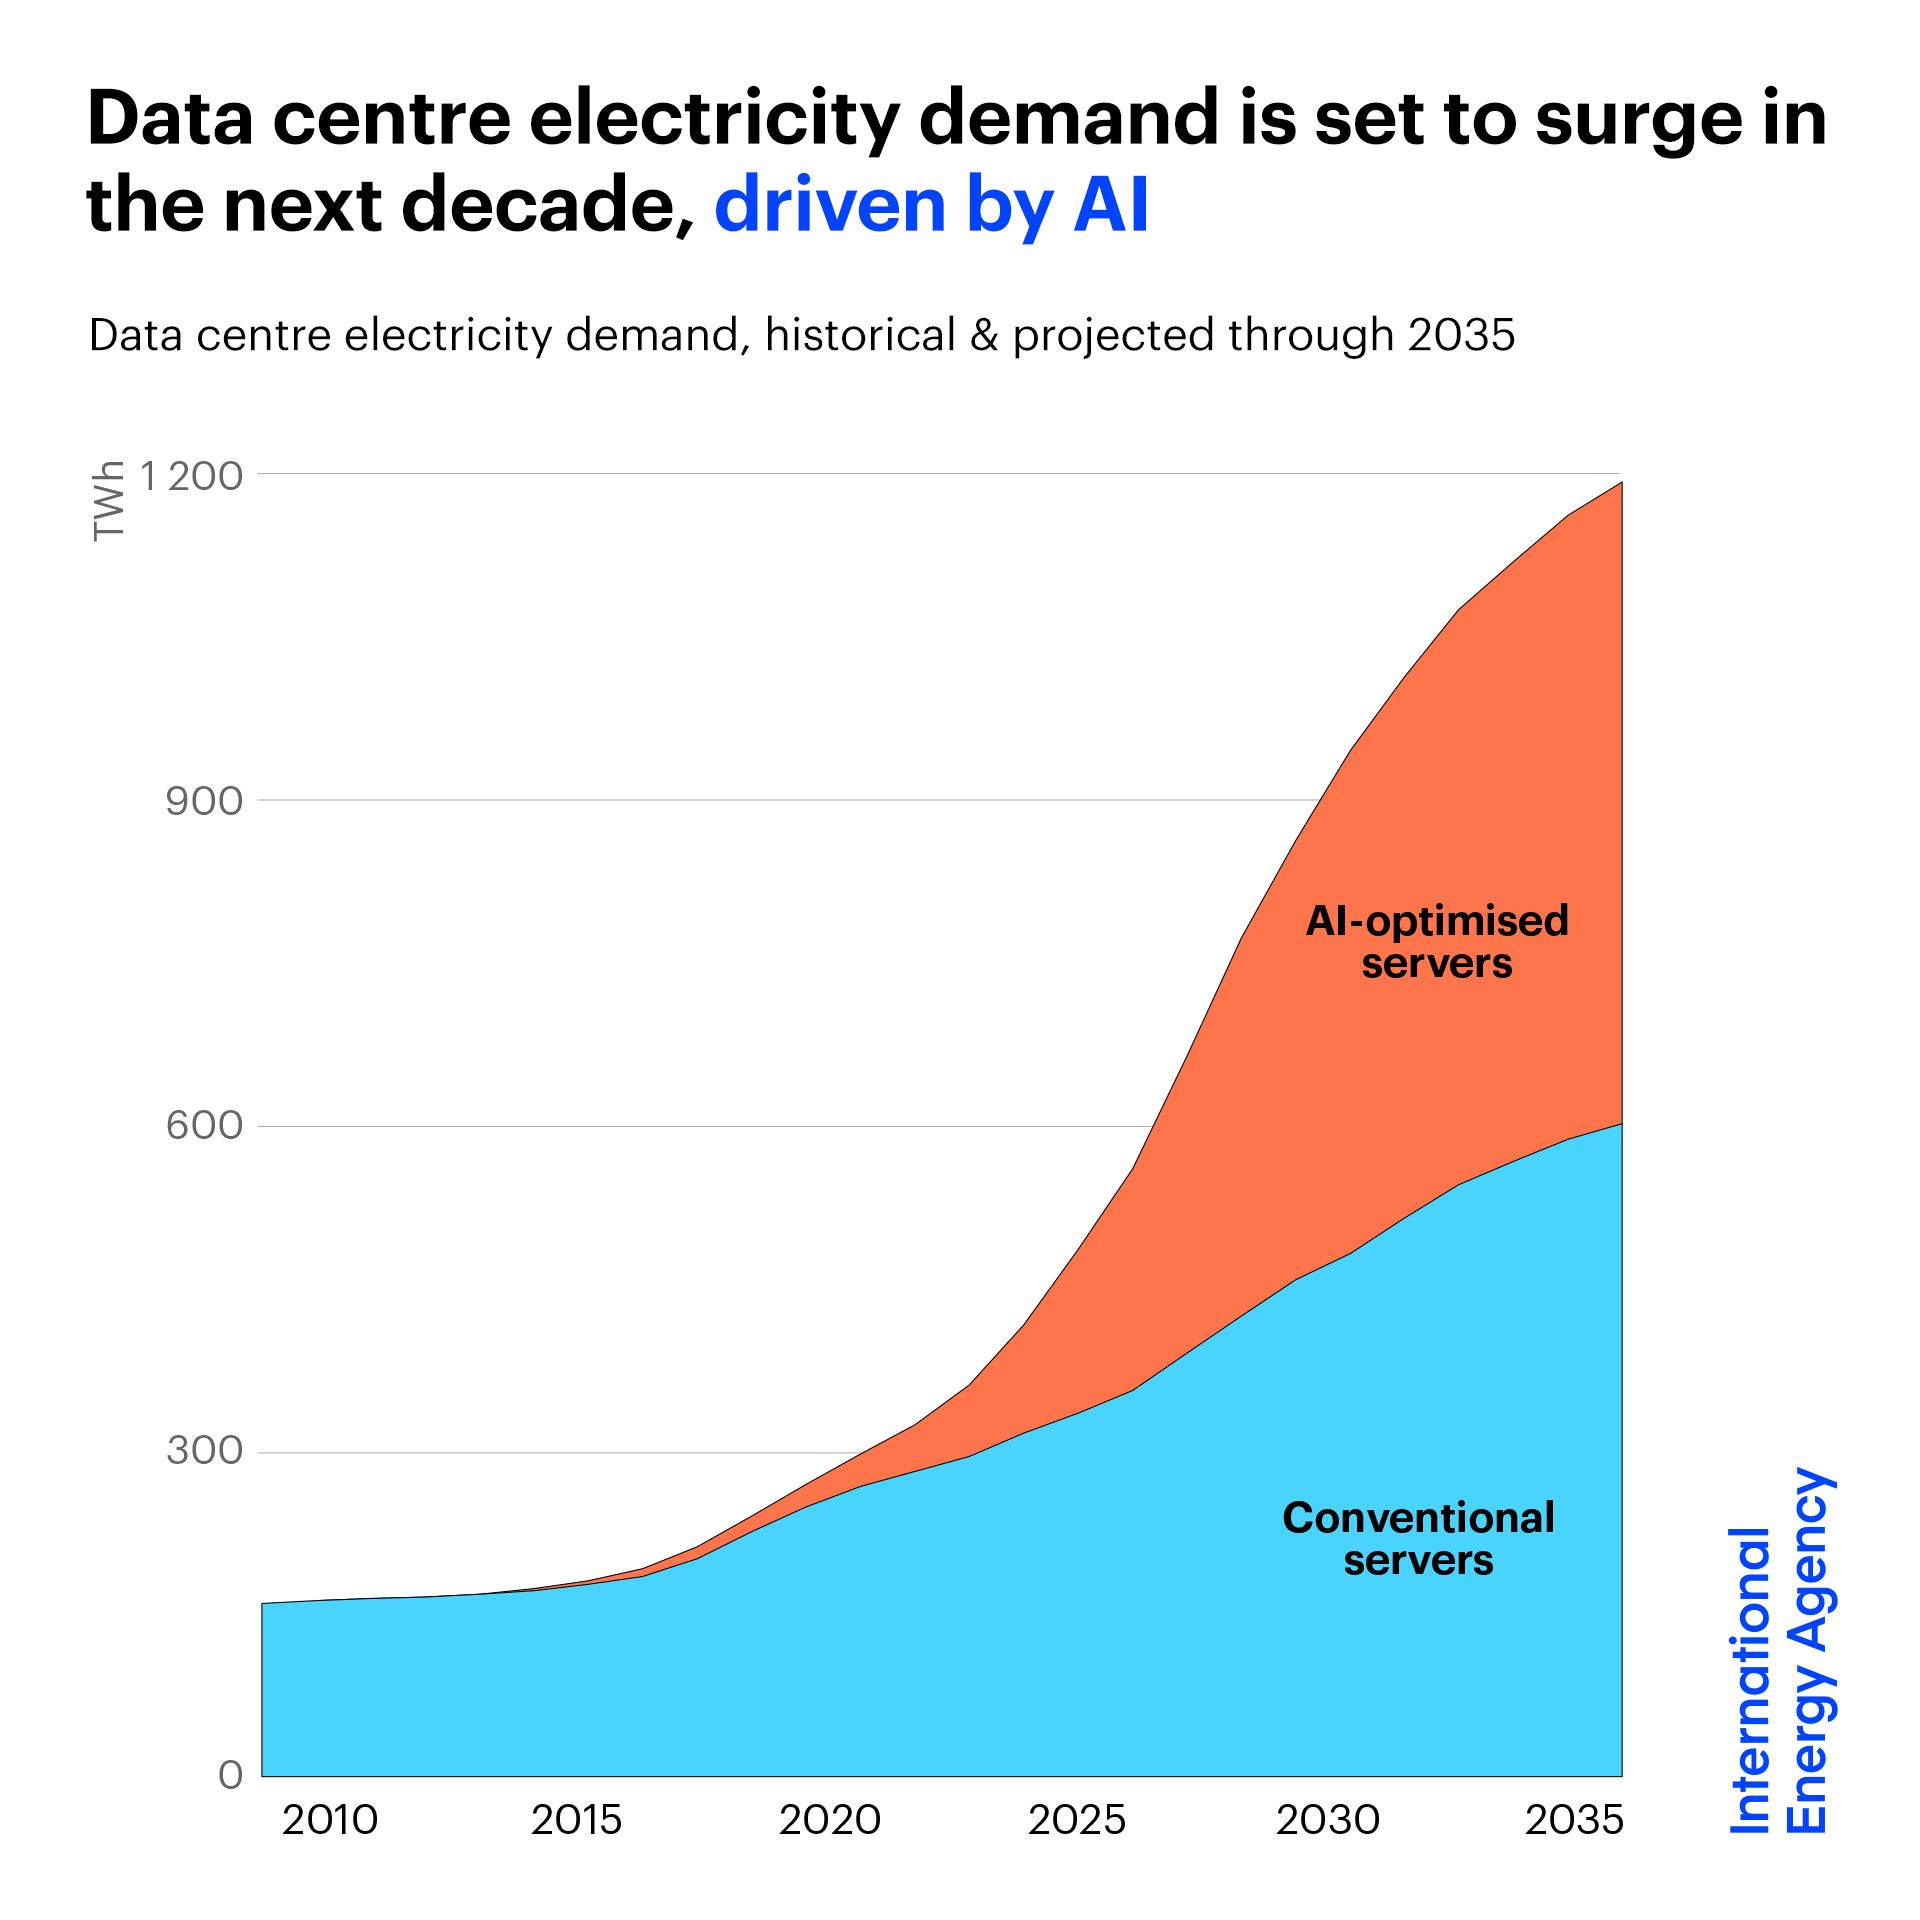 Data centre electricity demand is set to surge in
the next decade, driven by AI
Data centre electricity demand, historical & projected through 2035
TWh
1 200
900
600
300
0
AI-optimised
servers
Conventional
servers
2010 2015 2020 2025 2030 2035
International
Energy Agency